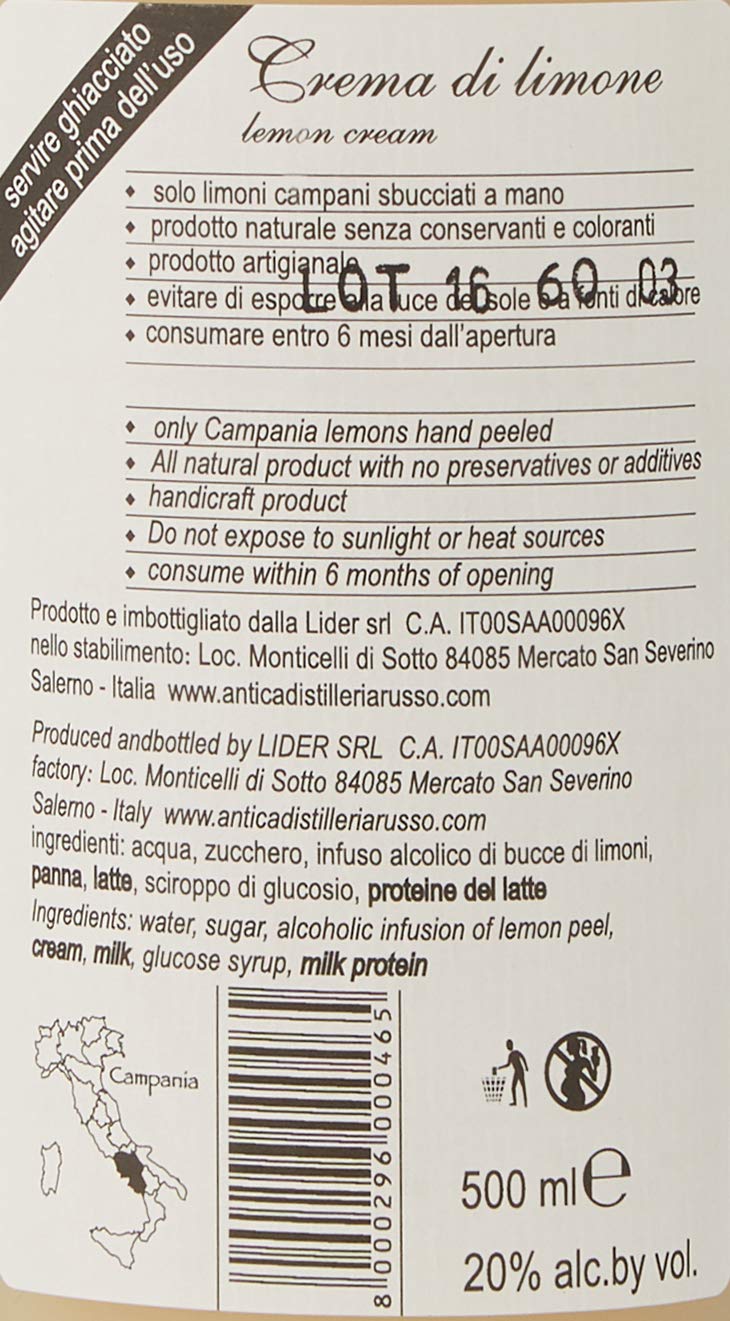 servire ghiacciato
agitare prima dell'uso
Crema di limone
lemon cream
♦ solo limoni campani sbucciati a mano
♦ prodotto naturale senza conservanti e coloranti
♦ prodotto artigianale
LOT 16 60 03
♦ evitare di esporre alla luce del sole o a fonti di calore
♦ consumare entro 6 mesi dall'apertura
♦ only Campania lemons hand peeled
♦ All natural product with no preservatives or additives
♦ handicraft product
♦ Do not expose to sunlight or heat sources
♦ consume within 6 months of opening
Prodotto e imbottigliato dalla Lider srl C.A. IT00SAA00096X
nello stabilimento: Loc. Monticelli di Sotto 84085 Mercato San Severino
Salerno - Italia www.anticadistilleriarusso.com
Produced andbottled by LIDER SRL C.A. IT00SAA00096X
factory: Loc. Monticelli di Sotto 84085 Mercato San Severino
Salerno - Italy www.anticadistilleriarusso.com
ingredienti: acqua, zucchero, infuso alcolico di bucce di limoni,
panna, latte, sciroppo di glucosio, proteine del latte
Ingredients: water, sugar, alcoholic infusion of lemon peel,
cream, milk, glucose syrup, milk protein
Campania
8 000296 000465
500 ml e
20% alc.by vol.